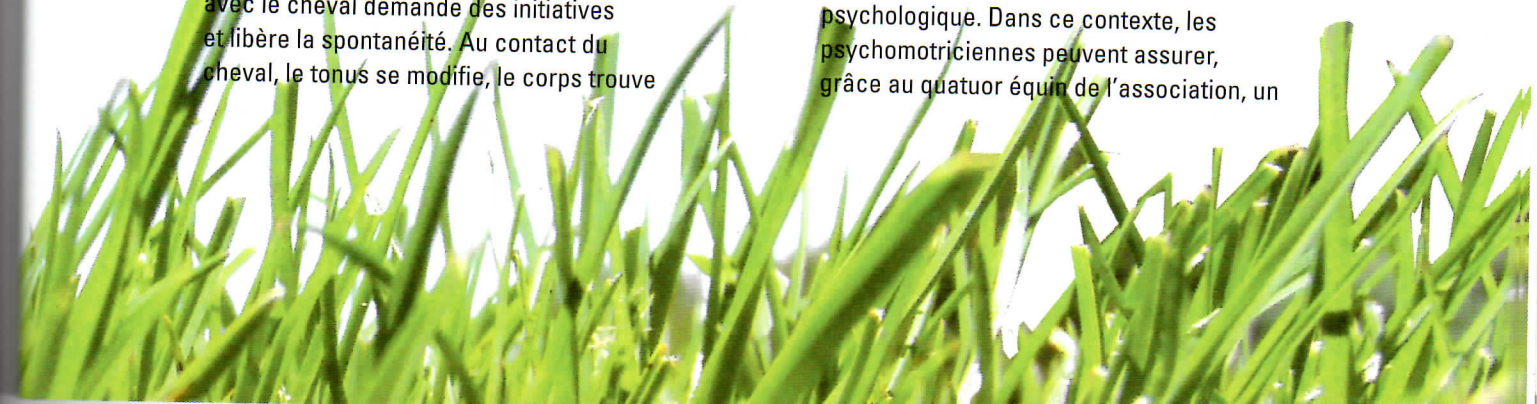 avec le cheval demande des initiatives
et libère la spontanéité. Au contact du
cheval, le tonus se modifie, le corps trouve
psychologique. Dans ce contexte, les
psychomotriciennes peuvent assurer,
grâce au quatuor équin de l'association, un